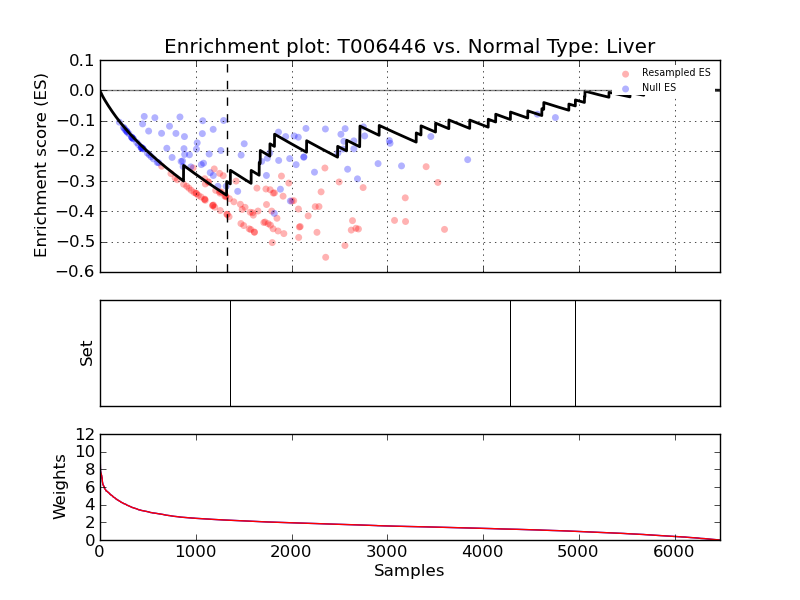 Enrichment plot: T006446 vs. Normal Type: Liver
Enrichment score (ES)
0.1
0.0
−0.1
−0.2
−0.3
−0.4
−0.5
−0.6
Resampled ES
Null ES
Set
Weights
12
10
8
6
4
2
0
0 1000 2000 3000 4000 5000 6000
Samples